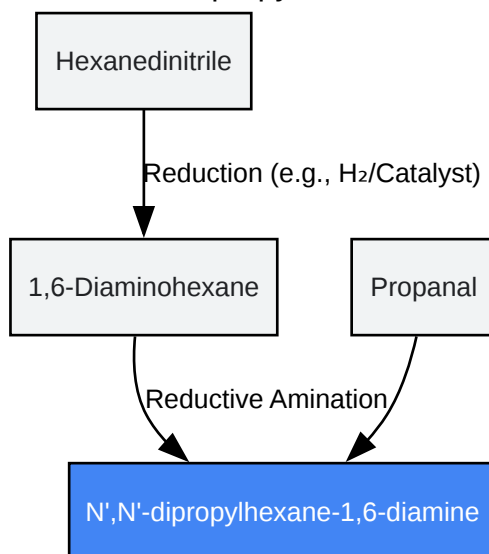 Hexanedinitrile
Reduction (e.g., H₂/Catalyst)
1,6-Diaminohexane
Propanal
Reductive Amination
N',N'-dipropylhexane-1,6-diamine